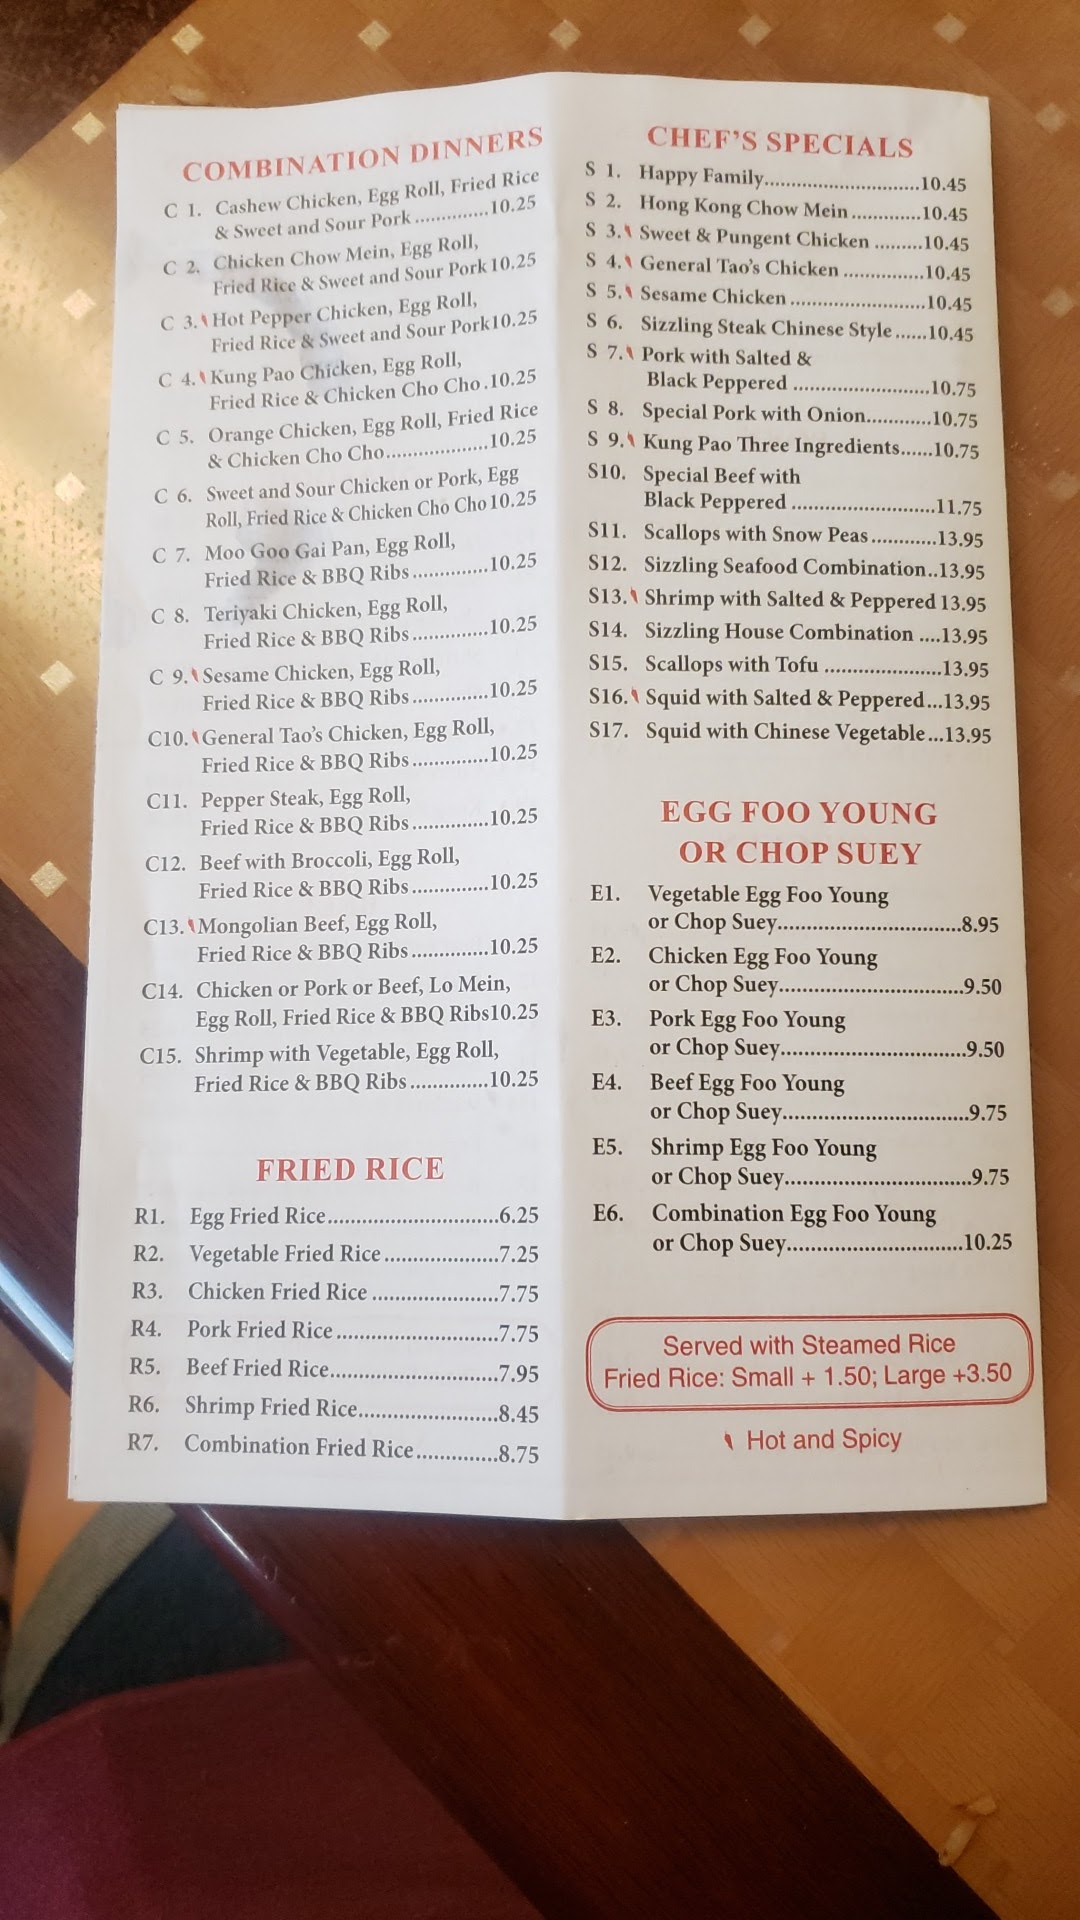 COMBINATION DINNERS
C 1. Cashew Chicken, Egg Roll, Fried Rice
& Sweet and Sour Pork..............10.25
C 2. Chicken Chow Mein, Egg Roll,
Fried Rice & Sweet and Sour Pork 10.25
C 3. Hot Pepper Chicken, Egg Roll,
Fried Rice & Sweet and Sour Pork10.25
C 4. Kung Pao Chicken, Egg Roll,
Fried Rice & Chicken Cho Cho.10.25
C 5. Orange Chicken, Egg Roll, Fried Rice
& Chicken Cho Cho...................10.25
C 6. Sweet and Sour Chicken or Pork, Egg
Roll, Fried Rice & Chicken Cho Cho 10.25
C 7. Moo Goo Gai Pan, Egg Roll,
Fried Rice & BBQ Ribs..............10.25
C 8. Teriyaki Chicken, Egg Roll,
Fried Rice & BBQ Ribs..............10.25
C 9. Sesame Chicken, Egg Roll,
Fried Rice & BBQ Ribs..............10.25
C10. General Tao's Chicken, Egg Roll,
Fried Rice & BBQ Ribs..............10.25
C11. Pepper Steak, Egg Roll,
Fried Rice & BBQ Ribs..............10.25
C12. Beef with Broccoli, Egg Roll,
Fried Rice & BBQ Ribs..............10.25
C13. Mongolian Beef, Egg Roll,
Fried Rice & BBQ Ribs..............10.25
C14. Chicken or Pork or Beef, Lo Mein,
Egg Roll, Fried Rice & BBQ Ribs10.25
C15. Shrimp with Vegetable, Egg Roll,
Fried Rice & BBQ Ribs..............10.25
FRIED RICE
R1. Egg Fried Rice................................6.25
R2. Vegetable Fried Rice.....................7.25
R3. Chicken Fried Rice.......................7.75
R4. Pork Fried Rice..............................7.75
R5. Beef Fried Rice...............................7.95
R6. Shrimp Fried Rice..........................8.45
R7. Combination Fried Rice..............8.75
CHEF'S SPECIALS
S 1. Happy Family.............................10.45
S 2. Hong Kong Chow Mein.............10.45
S 3. Sweet & Pungent Chicken.........10.45
S 4. General Tao's Chicken...............10.45
S 5. Sesame Chicken.........................10.45
S 6. Sizzling Steak Chinese Style......10.45
S 7. Pork with Salted &
Black Peppered.........................10.75
S 8. Special Pork with Onion............10.75
S 9. Kung Pao Three Ingredients......10.75
S10. Special Beef with
Black Peppered..........................11.75
S11. Scallops with Snow Peas............13.95
S12. Sizzling Seafood Combination..13.95
S13. Shrimp with Salted & Peppered 13.95
S14. Sizzling House Combination....13.95
S15. Scallops with Tofu......................13.95
S16. Squid with Salted & Peppered...13.95
S17. Squid with Chinese Vegetable...13.95
EGG FOO YOUNG
OR CHOP SUEY
E1. Vegetable Egg Foo Young
or Chop Suey..................................8.95
E2. Chicken Egg Foo Young
or Chop Suey..................................9.50
E3. Pork Egg Foo Young
or Chop Suey..................................9.50
E4. Beef Egg Foo Young
or Chop Suey..................................9.75
E5. Shrimp Egg Foo Young
or Chop Suey..................................9.75
E6. Combination Egg Foo Young
or Chop Suey................................10.25
Served with Steamed Rice
Fried Rice: Small + 1.50; Large +3.50
Hot and Spicy